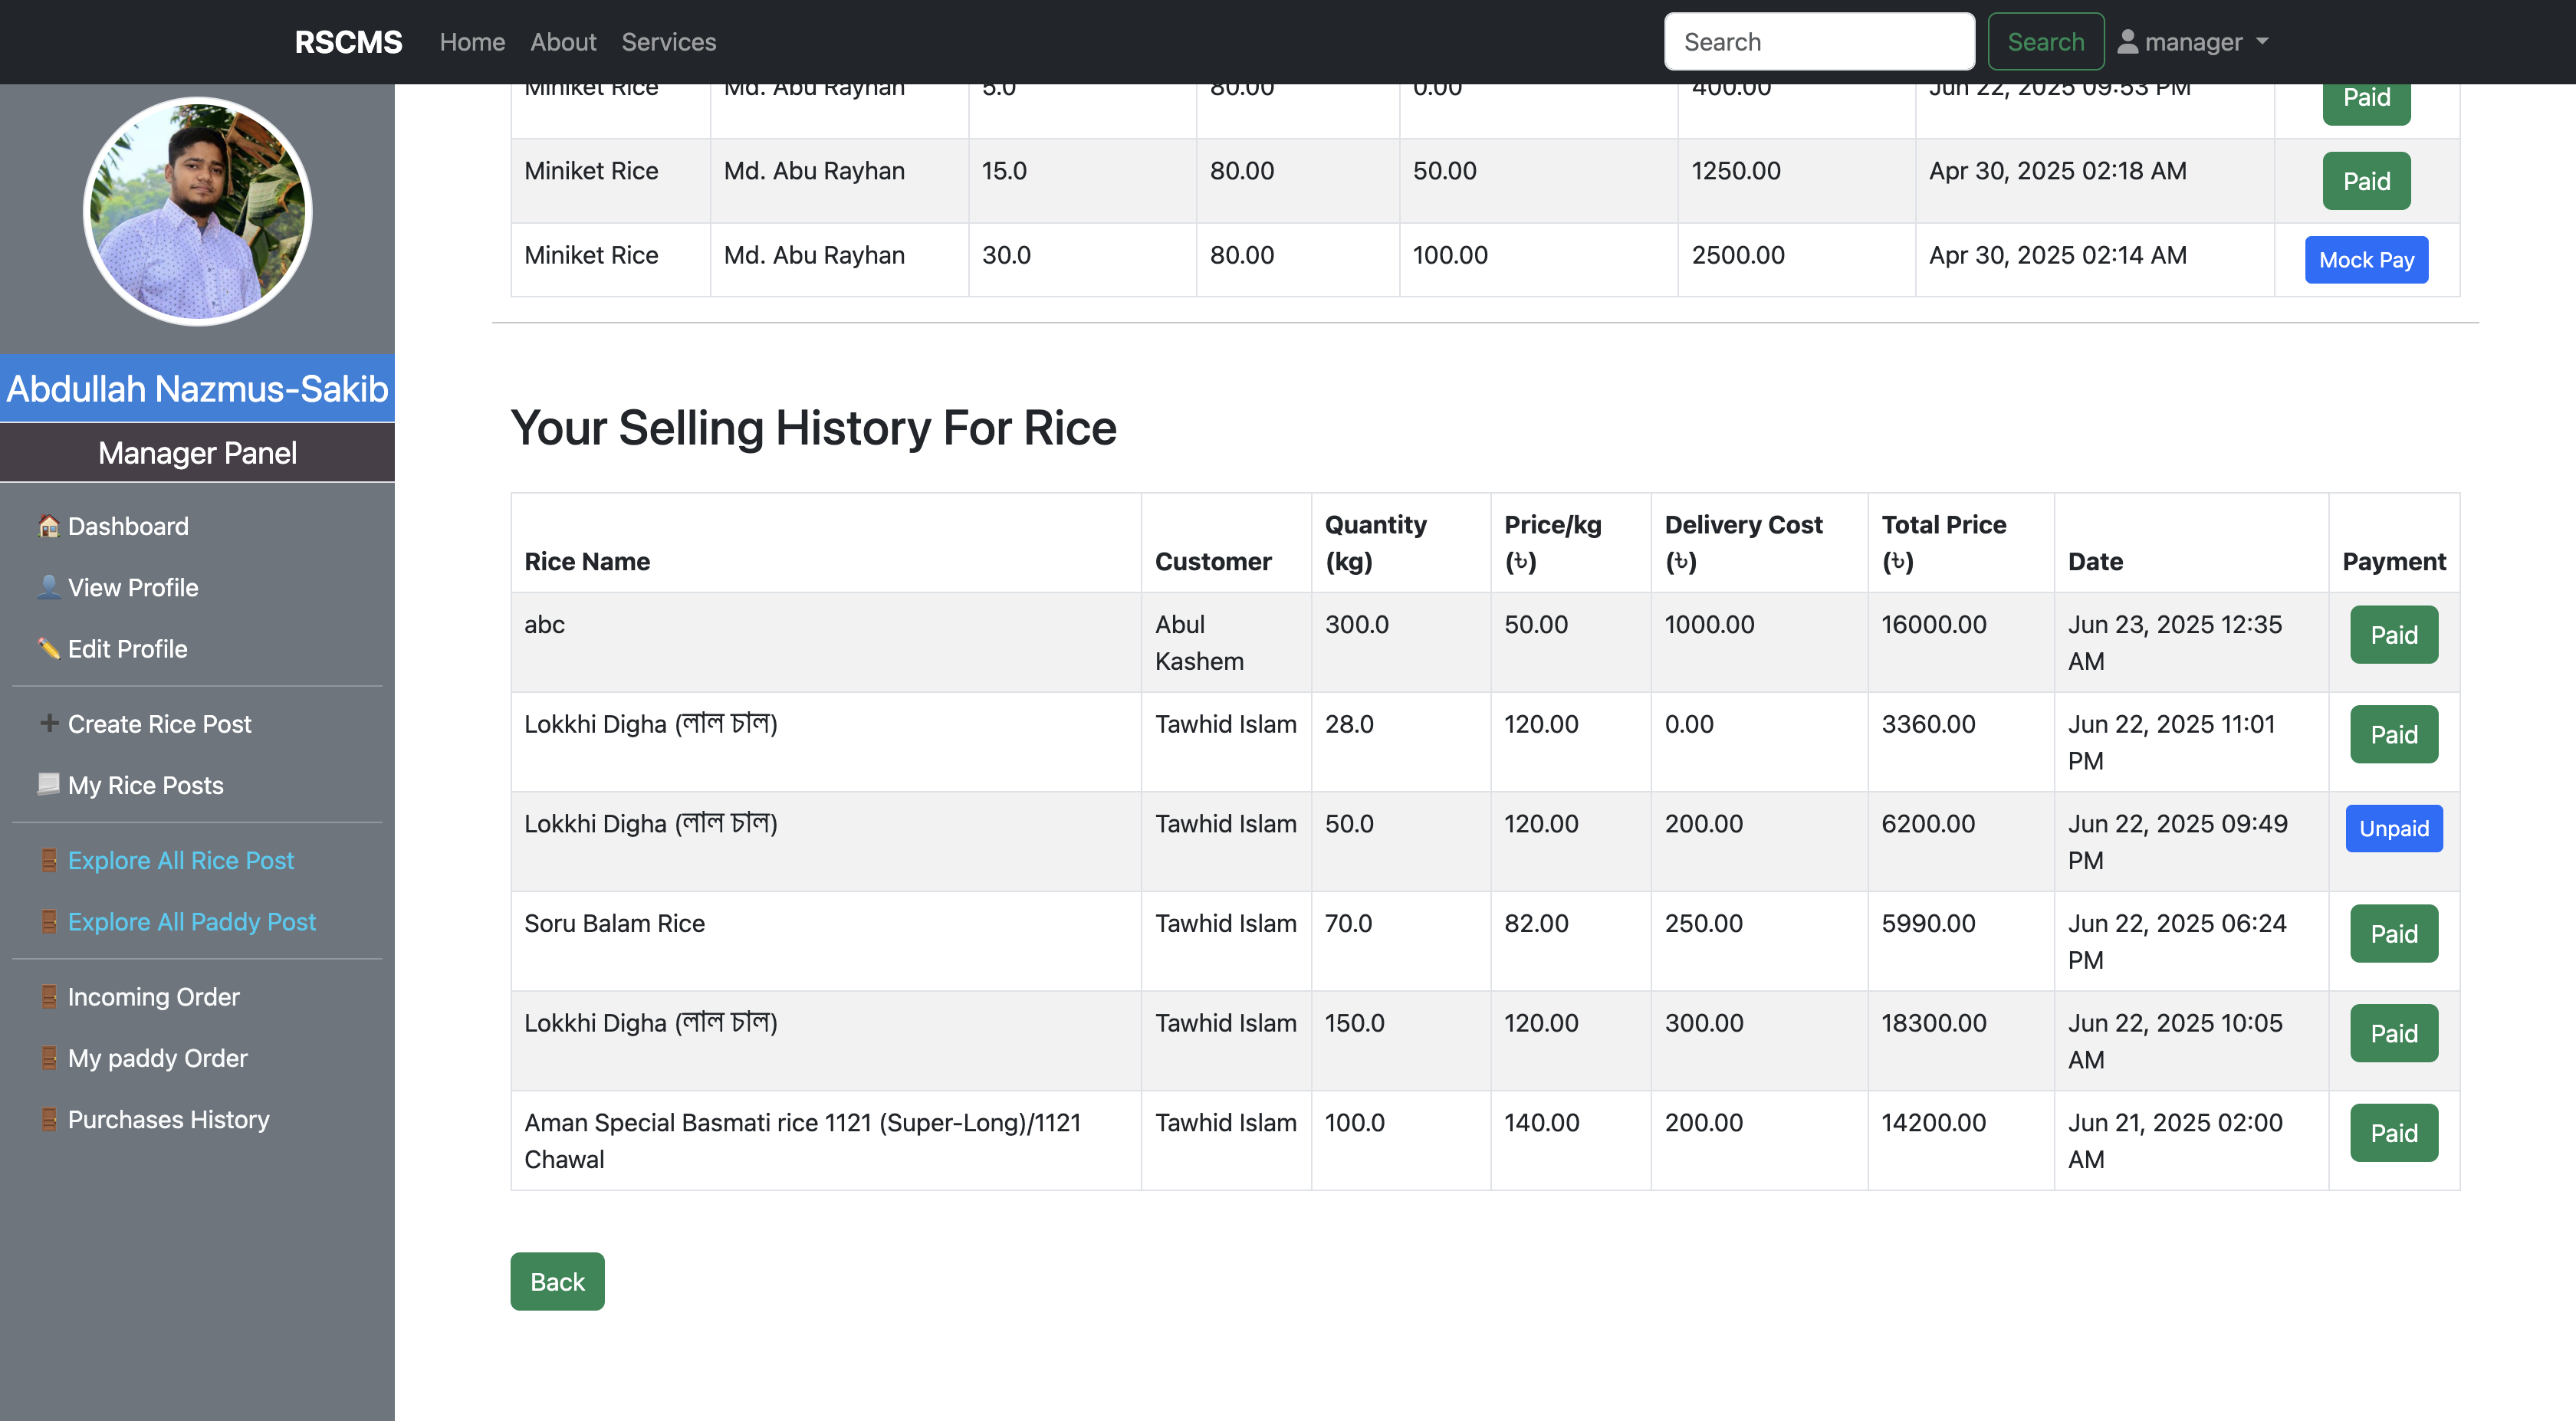 RSCMS Home About Services Search Search manager
Miniket Rice Md. Abu Rayhan 5.0 80.00 0.00 400.00 Jun 22, 2025 09:53 PM Paid
Miniket Rice Md. Abu Rayhan 15.0 80.00 50.00 1250.00 Apr 30, 2025 02:18 AM Paid
Miniket Rice Md. Abu Rayhan 30.0 80.00 100.00 2500.00 Apr 30, 2025 02:14 AM Mock Pay
Abdullah Nazmus-Sakib
Manager Panel
Dashboard
View Profile
Edit Profile
Create Rice Post
My Rice Posts
Explore All Rice Post
Explore All Paddy Post
Incoming Order
My paddy Order
Purchases History
Your Selling History For Rice
Rice Name Customer Quantity (kg) Price/kg (৳) Delivery Cost (৳) Total Price (৳) Date Payment
abc Abul Kashem 300.0 50.00 1000.00 16000.00 Jun 23, 2025 12:35 AM Paid
Lokkhi Digha (লাল চাল) Tawhid Islam 28.0 120.00 0.00 3360.00 Jun 22, 2025 11:01 PM Paid
Lokkhi Digha (লাল চাল) Tawhid Islam 50.0 120.00 200.00 6200.00 Jun 22, 2025 09:49 PM Unpaid
Soru Balam Rice Tawhid Islam 70.0 82.00 250.00 5990.00 Jun 22, 2025 06:24 PM Paid
Lokkhi Digha (লাল চাল) Tawhid Islam 150.0 120.00 300.00 18300.00 Jun 22, 2025 10:05 AM Paid
Aman Special Basmati rice 1121 (Super-Long)/1121 Chawal Tawhid Islam 100.0 140.00 200.00 14200.00 Jun 21, 2025 02:00 AM Paid
Back